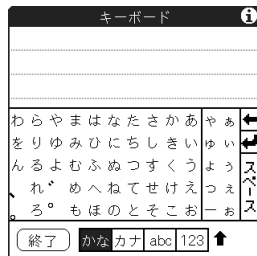 キーボード i
わ ら や ま は な た さ か あ ゃ ぁ ←
を り ゆ み ひ に ち し き い ゅ ぃ ↵
ん る よ む ふ ぬ つ す く う ょ ぅ スペース
、 れ ゛ め へ ね て せ け え っ ぇ
。 ろ ゜ も ほ の と そ こ お ー ぉ
終了 かな カナ abc 123 ⬆